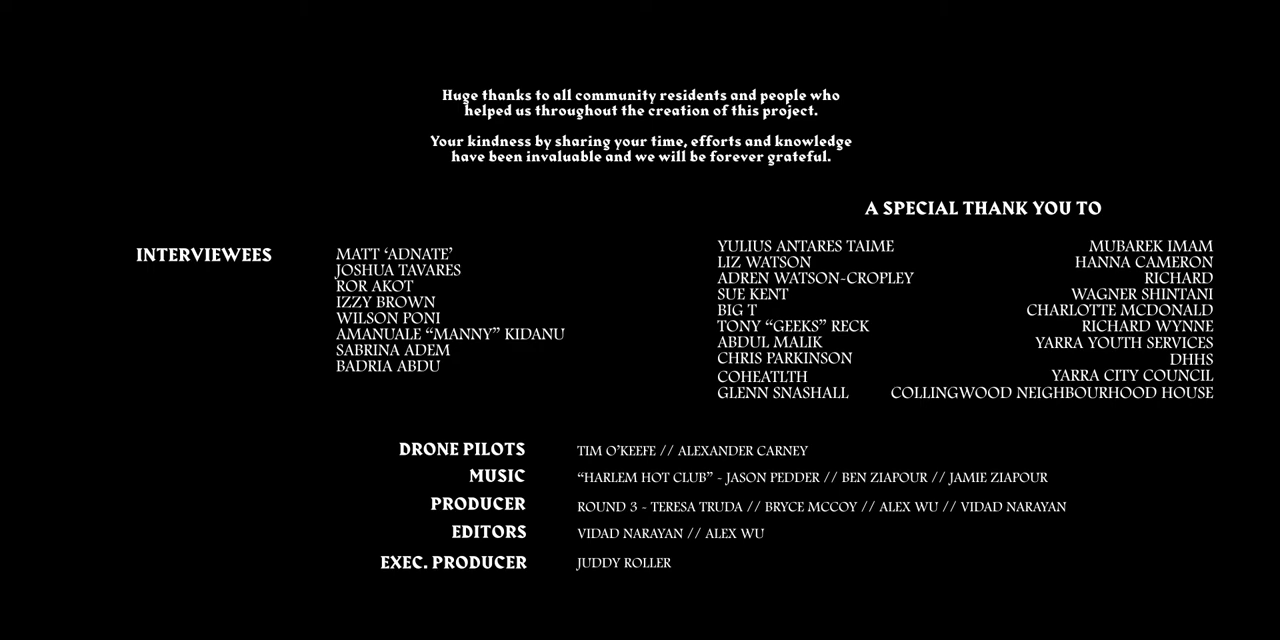 Huge thanks to all community residents and people who
helped us throughout the creation of this project.
Your kindness by sharing your time, efforts and knowledge
have been invaluable and we will be forever grateful.
INTERVIEWEES
MATT ‘ADNATE’
JOSHUA TAVARES
ROR AKOT
IZZY BROWN
WILSON PONI
AMANUALE “MANNY” KIDANU
SABRINA ADEM
BADRIA ABDU
A SPECIAL THANK YOU TO
YULIUS ANTARES TAIME
LIZ WATSON
ADREN WATSON-CROPLEY
SUE KENT
BIG T
TONY “GEEKS” RECK
ABDUL MALIK
CHRIS PARKINSON
COHEATLTH
GLENN SNASHALL
MUBAREK IMAM
HANNA CAMERON
RICHARD
WAGNER SHINTANI
CHARLOTTE MCDONALD
RICHARD WYNNE
YARRA YOUTH SERVICES
DHHS
YARRA CITY COUNCIL
COLLINGWOOD NEIGHBOURHOOD HOUSE
DRONE PILOTS TIM O’KEEFE // ALEXANDER CARNEY
MUSIC “HARLEM HOT CLUB” - JASON PEDDER // BEN ZIAPOUR // JAMIE ZIAPOUR
PRODUCER ROUND 3 - TERESA TRUDA // BRYCE MCCOY // ALEX WU // VIDAD NARAYAN
EDITORS VIDAD NARAYAN // ALEX WU
EXEC. PRODUCER JUDDY ROLLER